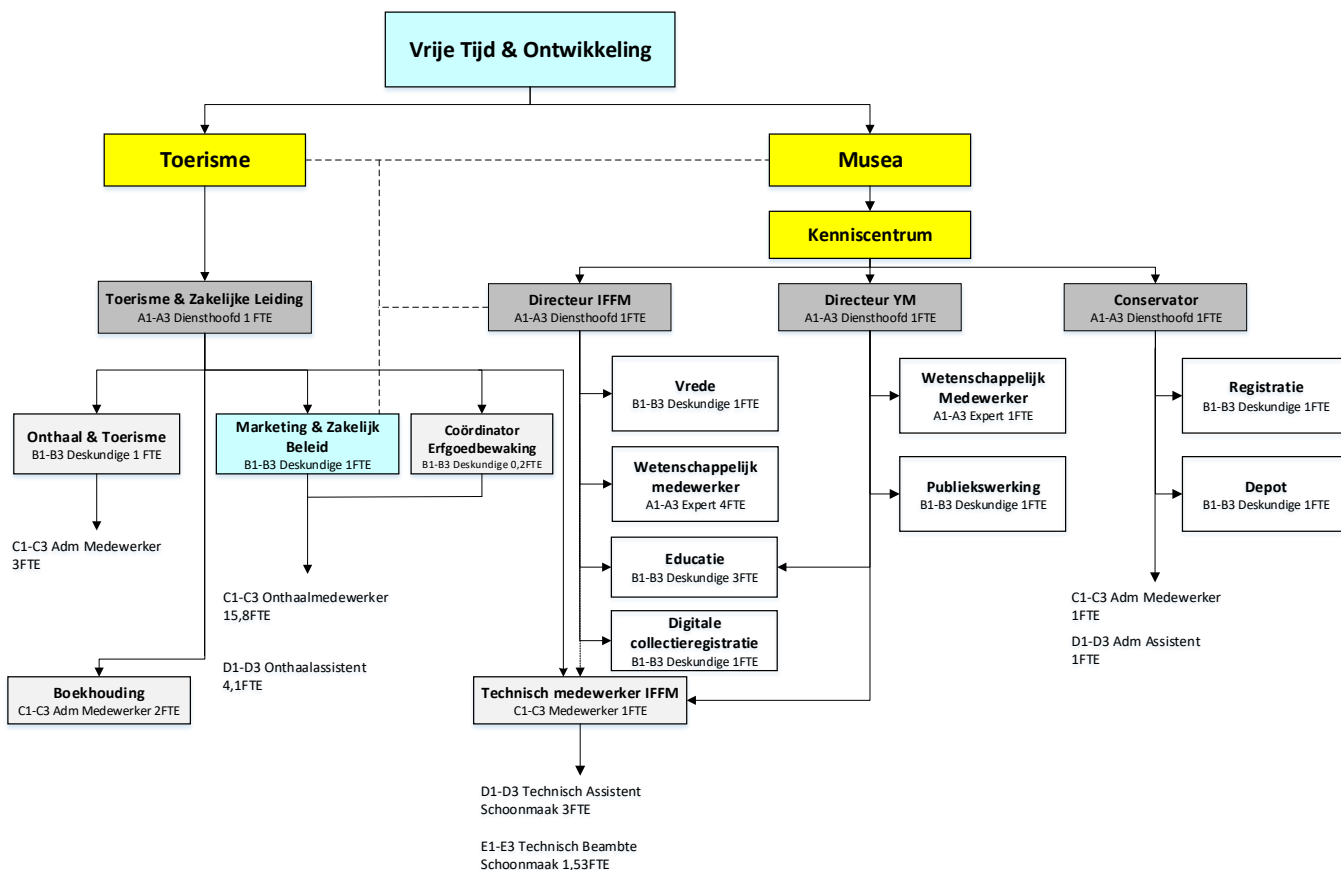 Vrije Tijd & Ontwikkeling
Toerisme
Musea
Kenniscentrum
Toerisme & Zakelijke Leiding
A1-A3 Diensthoofd 1 FTE
Directeur IFFM
A1-A3 Diensthoofd 1FTE
Directeur YM
A1-A3 Diensthoofd 1FTE
Conservator
A1-A3 Diensthoofd 1FTE
Onthaal & Toerisme
B1-B3 Deskundige 1 FTE
Marketing & Zakelijk
Beleid
B1-B3 Deskundige 1FTE
Coördinator
Erfgoedbewaking
B1-B3 Deskundige 0,2FTE
Vrede
B1-B3 Deskundige 1FTE
Wetenschappelijk
Medewerker
A1-A3 Expert 1FTE
Registratie
B1-B3 Deskundige 1FTE
Wetenschappelijk
medewerker
A1-A3 Expert 4FTE
Publiekswerking
B1-B3 Deskundige 1FTE
Depot
B1-B3 Deskundige 1FTE
C1-C3 Adm Medewerker
3FTE
Educatie
B1-B3 Deskundige 3FTE
C1-C3 Onthaalmedewerker
15,8FTE
D1-D3 Onthaalassistent
4,1FTE
C1-C3 Adm Medewerker
1FTE
D1-D3 Adm Assistent
1FTE
Digitale
collectieregistratie
B1-B3 Deskundige 1FTE
Boekhouding
C1-C3 Adm Medewerker 2FTE
Technisch medewerker IFFM
C1-C3 Medewerker 1FTE
D1-D3 Technisch Assistent
Schoonmaak 3FTE
E1-E3 Technisch Beambte
Schoonmaak 1,53FTE